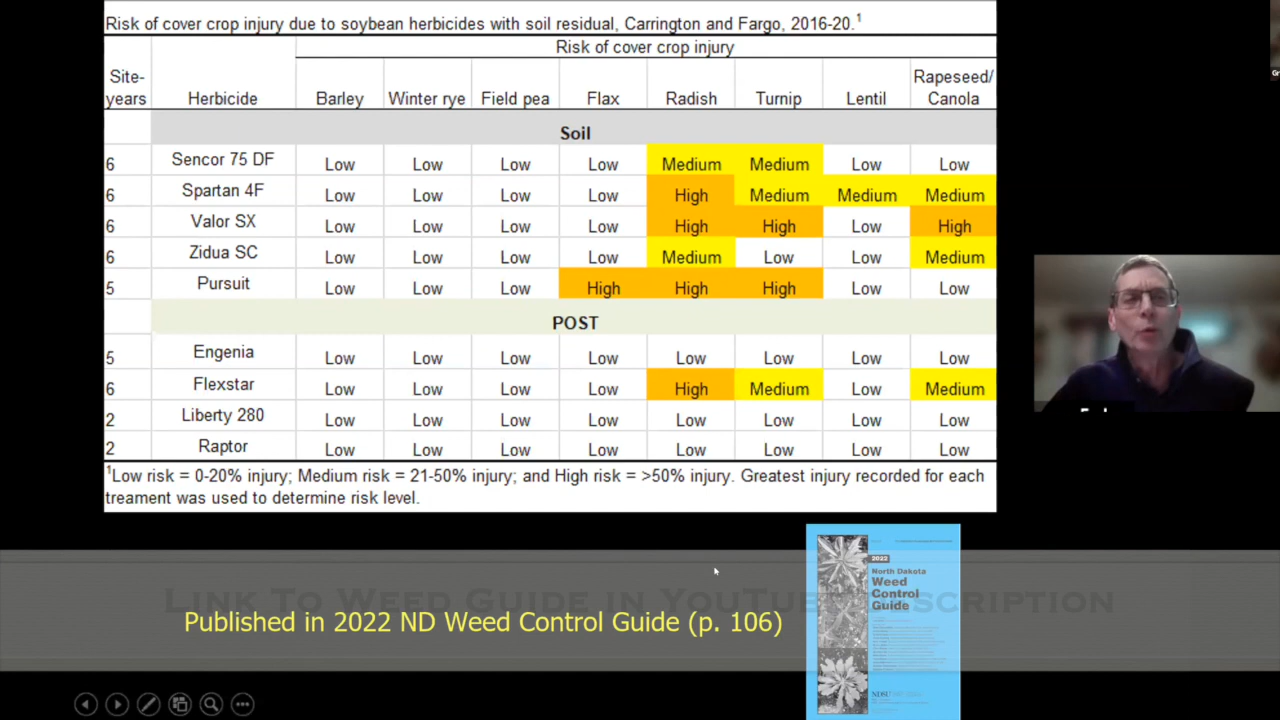 Risk of cover crop injury due to soybean herbicides with soil residual, Carrington and Fargo, 2016-20.1
Risk of cover crop injury
Site-years Herbicide Barley Winter rye Field pea Flax Radish Turnip Lentil Rapeseed/Canola
Soil
6 Sencor 75 DF Low Low Low Low Medium Medium Low Low
6 Spartan 4F Low Low Low Low High Medium Medium Medium
6 Valor SX Low Low Low Low High High Low High
6 Zidua SC Low Low Low Low Medium Low Low Medium
5 Pursuit Low Low Low High High High Low Low
POST
5 Engenia Low Low Low Low Low Low Low Low
6 Flexstar Low Low Low Low High Medium Low Medium
2 Liberty 280 Low Low Low Low Low Low Low Low
2 Raptor Low Low Low Low Low Low Low Low
1Low risk = 0-20% injury; Medium risk = 21-50% injury; and High risk = >50% injury. Greatest injury recorded for each
treament was used to determine risk level.
Link To Weed Guide in YouTube Description
Published in 2022 ND Weed Control Guide (p. 106)
2022
North Dakota
Weed
Control
Guide
NDSU